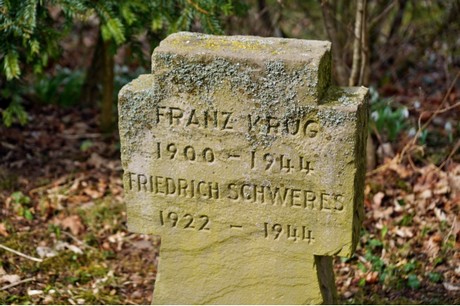 FRANZ KRUG
1900 - 1944
FRIEDRICH SCHWERES
1922 - 1944